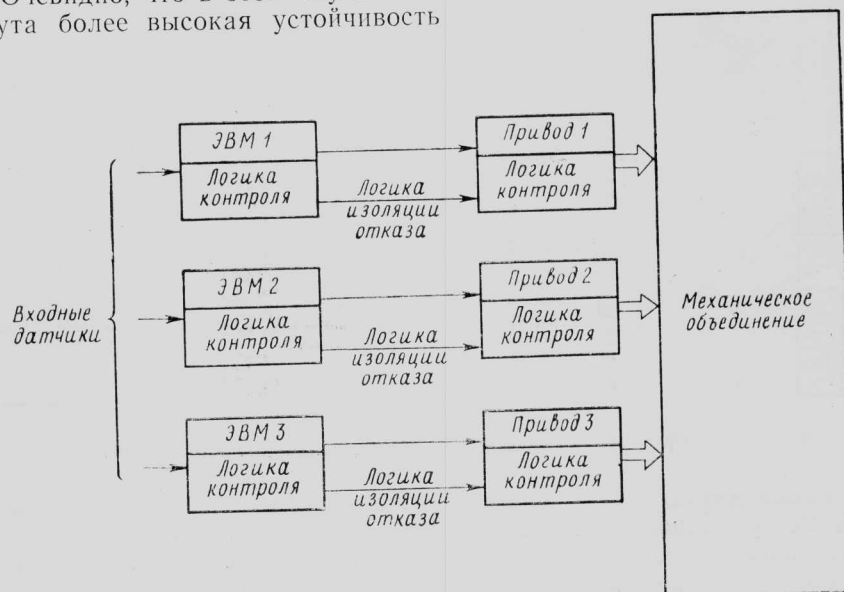 ута более высокая устойчивость
ЭВМ 1
Логика
контроля
Логика
изоляции
отказа
Привод 1
Логика
контроля
Входные
датчики
ЭВМ 2
Логика
контроля
Логика
изоляции
отказа
Привод 2
Логика
контроля
Механическое
объединение
ЭВМ 3
Логика
контроля
Логика
изоляции
отказа
Привод 3
Логика
контроля